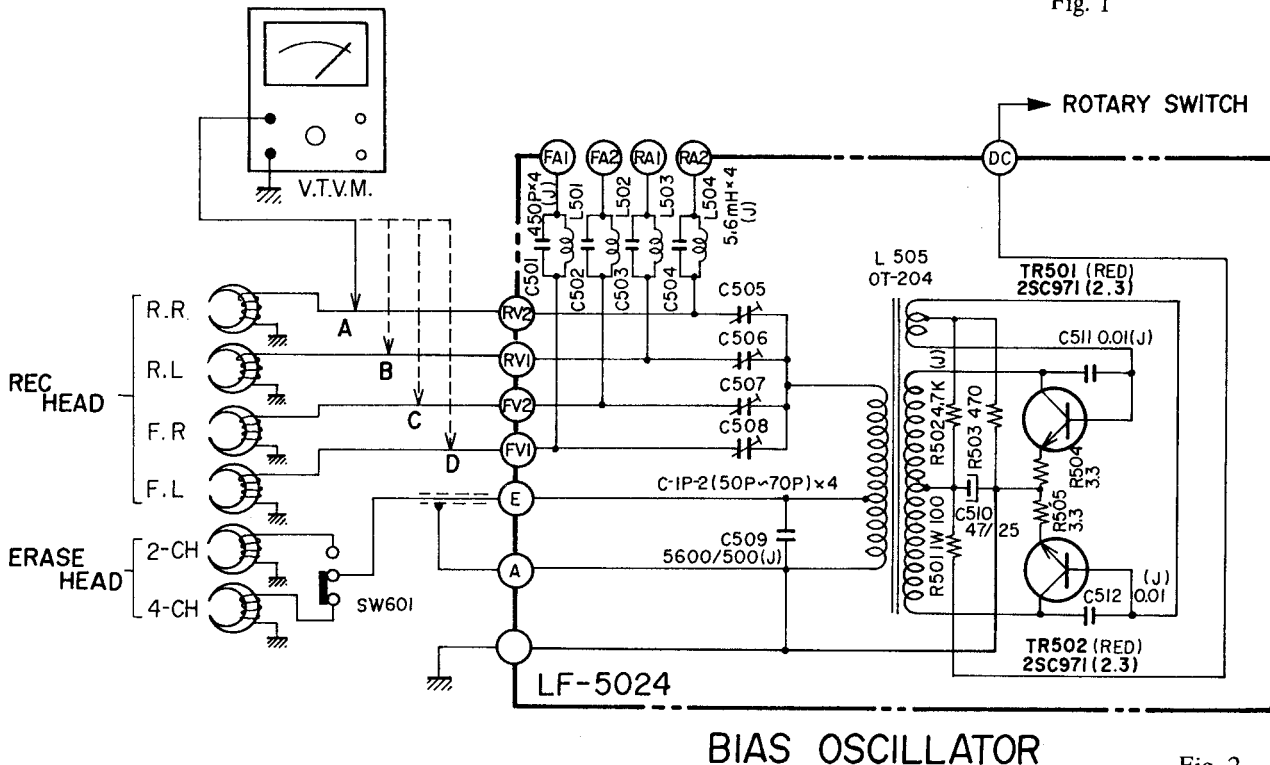 Fig. 1
V.T.V.M.
ROTARY SWITCH
FA1
FA2
RA1
RA2
DC
450P×4
(J)
L501
L502
L503
L504
5.6mH×4
(J)
C501
C502
C503
C504
L 505
OT-204
TR501 (RED)
2SC971(2.3)
C511 0.01(J)
REC
HEAD
R.R
R.L
F.R
F.L
A
B
C
D
RV2
RV1
FV2
FV1
E
A
C505
C506
C507
C508
C-1P-2(50P~70P)×4
C509
5600/500(J)
R502 4.7K (J)
R503 470
R501 1W 100
C510
47/25
R504
3.3
R505
3.3
C512
(J)
0.01
TR502 (RED)
2SC971(2.3)
ERASE
HEAD
2-CH
4-CH
SW601
LF-5024
BIAS OSCILLATOR
Fig. 2